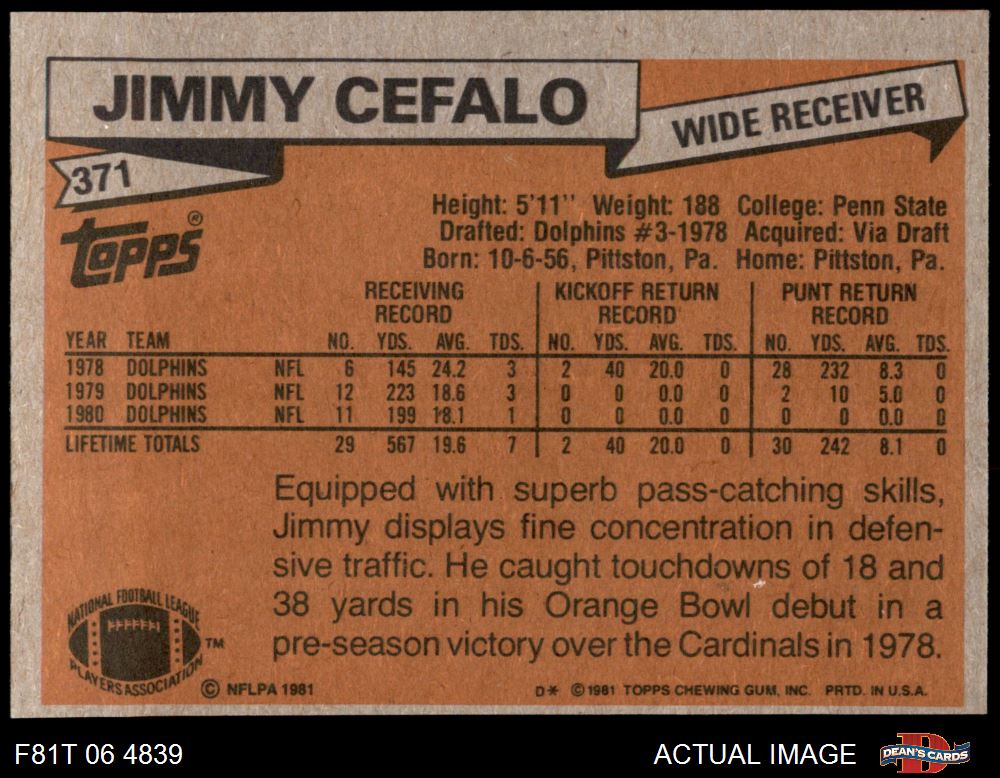 JIMMY CEFALO
WIDE RECEIVER
371
Topps®
Height: 5'11'' Weight: 188 College: Penn State
Drafted: Dolphins #3-1978 Acquired: Via Draft
Born: 10-6-56, Pittston, Pa. Home: Pittston, Pa.
RECEIVING RECORD KICKOFF RETURN RECORD PUNT RETURN RECORD
YEAR TEAM NO. YDS. AVG. TDS. NO. YDS. AVG. TDS. NO. YDS. AVG. TDS.
1978 DOLPHINS NFL 6 145 24.2 3 2 40 20.0 0 28 232 8.3 0
1979 DOLPHINS NFL 12 223 18.6 3 0 0 0.0 0 2 10 5.0 0
1980 DOLPHINS NFL 11 199 18.1 1 0 0 0.0 0 0 0 0.0 0
LIFETIME TOTALS 29 567 19.6 7 2 40 20.0 0 30 242 8.1 0
Equipped with superb pass-catching skills,
Jimmy displays fine concentration in defen-
sive traffic. He caught touchdowns of 18 and
38 yards in his Orange Bowl debut in a
pre-season victory over the Cardinals in 1978.
NATIONAL FOOTBALL LEAGUE
PLAYERS ASSOCIATION
TM
© NFLPA 1981
D* © 1981 TOPPS CHEWING GUM, INC. PRTD. IN U.S.A.
F81T 06 4839
ACTUAL IMAGE
D
DEAN'S CARDS